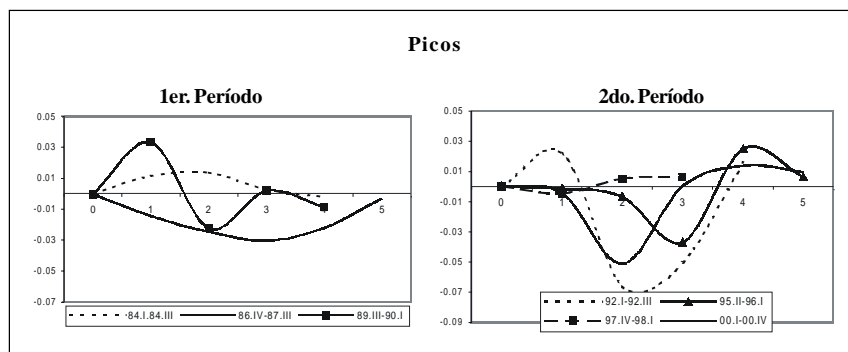 Picos
1er. Período
0.05
0.03
0.01
-0.01
-0.03
-0.05
-0.07
0 1 2 3 4 5
84.I.84.III 86.IV-87.III 89.III-90.I
2do. Período
0.05
0.03
0.01
-0.01
-0.03
-0.05
-0.07
-0.09
0 1 2 3 4 5
92.I-92.III 95.II-96.I
97.IV-98.I 00.I-00.IV